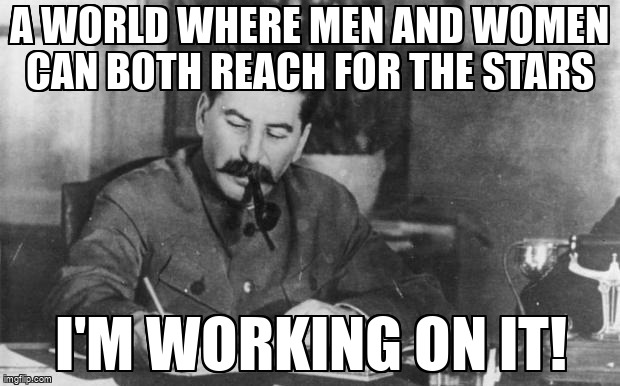 A WORLD WHERE MEN AND WOMEN
CAN BOTH REACH FOR THE STARS
I'M WORKING ON IT!
imgflip.com